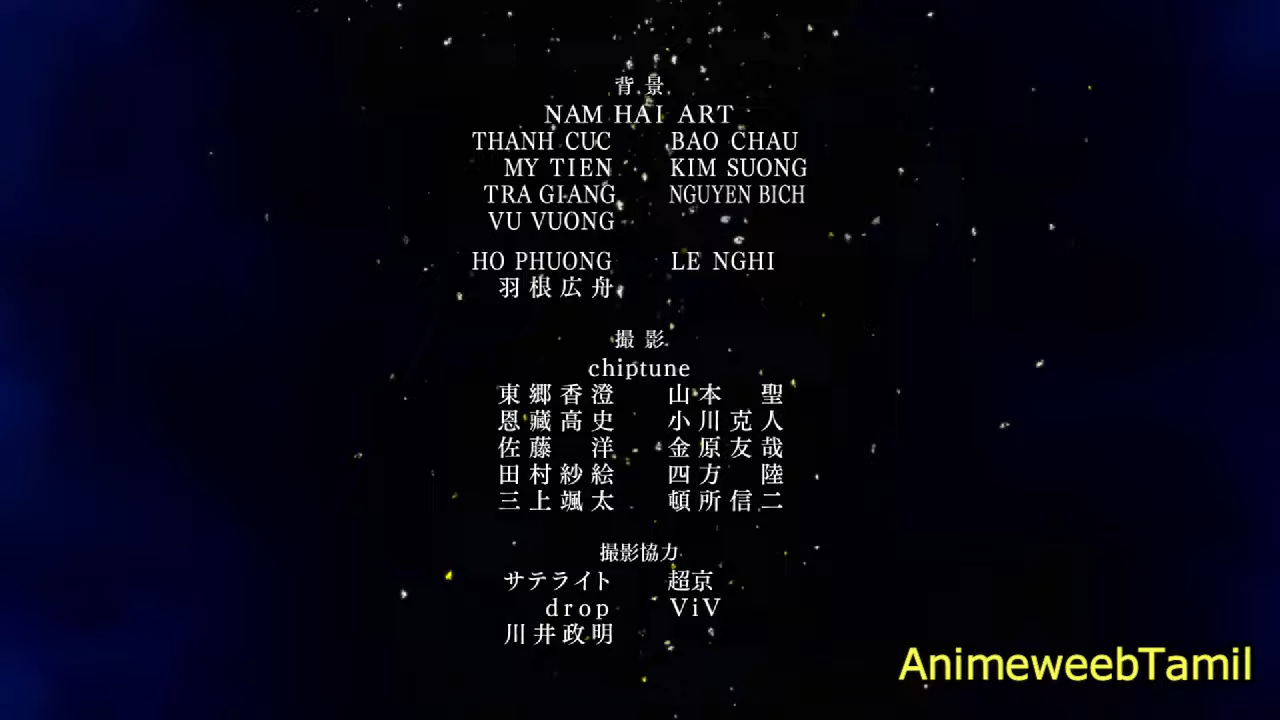 背景
NAM HAI ART
THANH CUC BAO CHAU
MY TIEN KIM SUONG
TRA GIANG NGUYEN BICH
VU VUONG
HO PHUONG LE NGHI
羽根広舟
撮影
chiptune
東郷香澄 山本 聖
恩藏高史 小川克人
佐藤 洋 金原友哉
田村紗絵 四方 陸
三上颯太 頓所信二
撮影協力
サテライト 超京
drop ViV
川井政明
AnimeweebTamil